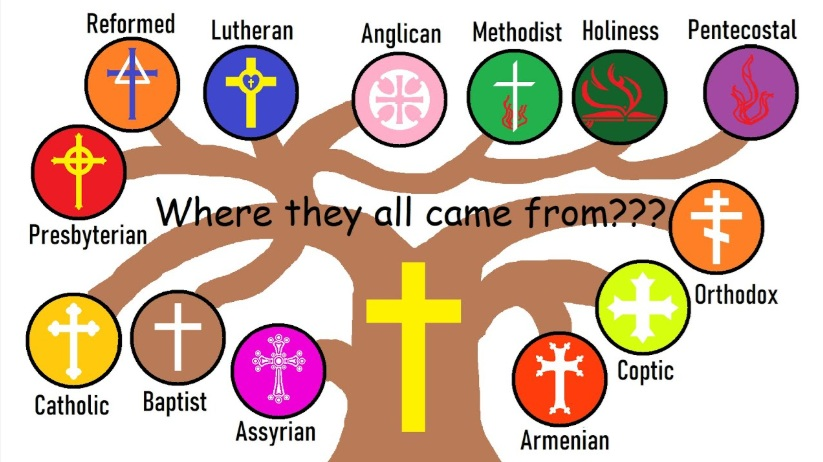 Reformed
Lutheran
Anglican
Methodist
Holiness
Pentecostal
Presbyterian
Where they all came from???
Orthodox
Catholic
Baptist
Assyrian
Coptic
Armenian